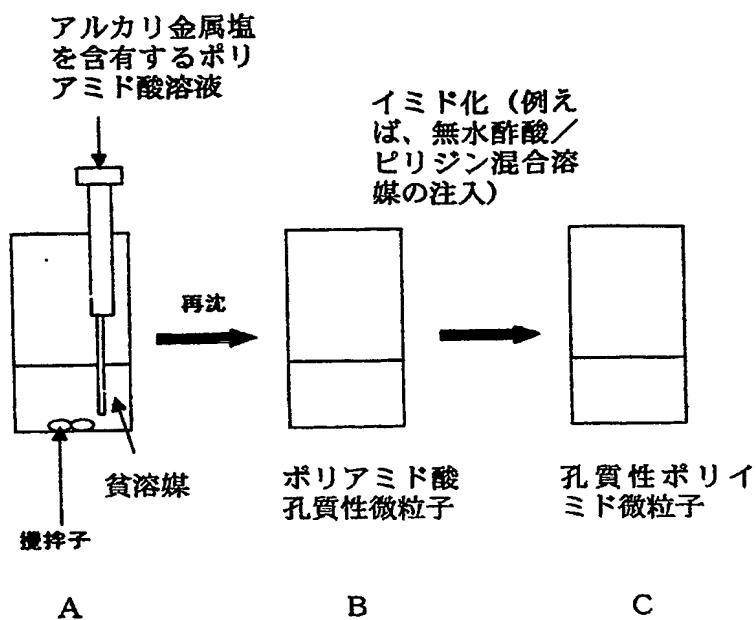 アルカリ金属塩
を含有するポリ
アミド酸溶液
イミド化（例え
ば、無水酢酸／
ピリジン混合溶
媒の注入）
再沈
貧溶媒
攪拌子
ポリアミド酸
孔質性微粒子
孔質性ポリイ
ミド微粒子
A
B
C